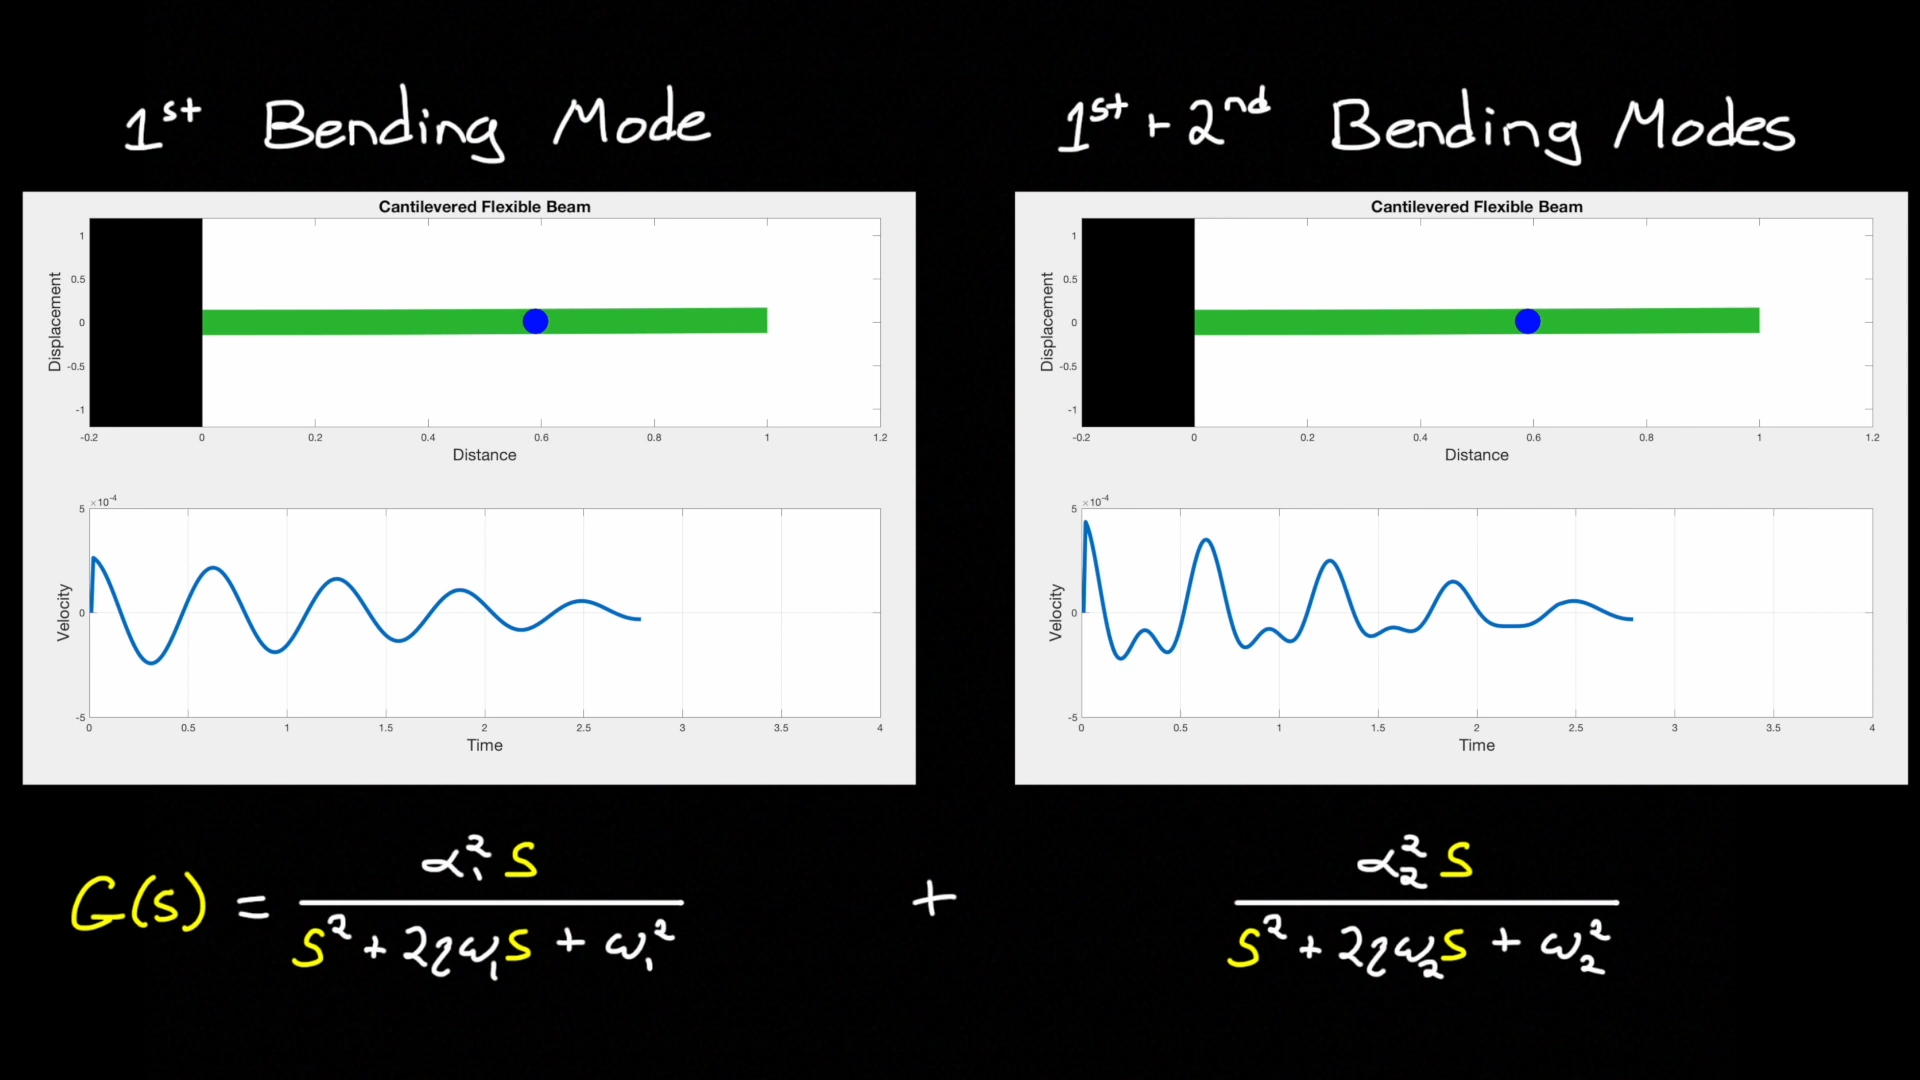 1st Bending Mode
1st + 2nd Bending Modes
Cantilevered Flexible Beam
Displacement
1
0.5
0
-0.5
-1
-0.2 0 0.2 0.4 0.6 0.8 1 1.2
Distance
×10-4
Velocity
5
0
-5
0 0.5 1 1.5 2 2.5 3 3.5 4
Time
Cantilevered Flexible Beam
Displacement
1
0.5
0
-0.5
-1
-0.2 0 0.2 0.4 0.6 0.8 1 1.2
Distance
×10-4
Velocity
5
0
-5
0 0.5 1 1.5 2 2.5 3 3.5 4
Time
G(s) = α₁² s / (s² + 2ηω₁s + ω₁²) + α₂² s / (s² + 2ηω₂s + ω₂²)